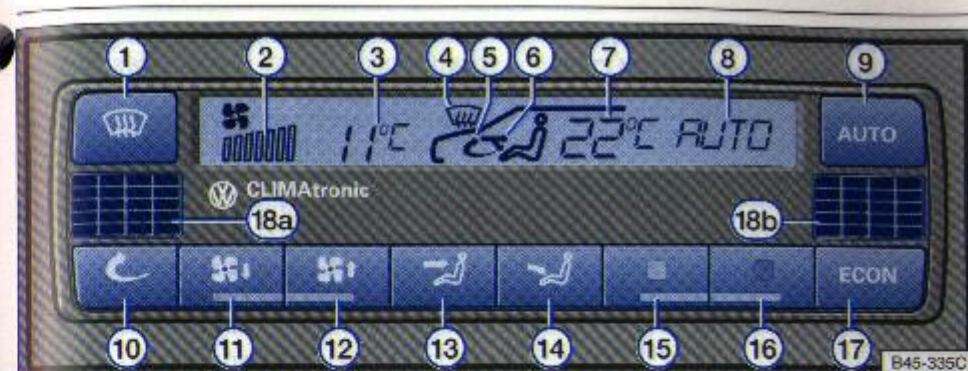 1 2 3 4 5 6 7 8 9
11°C 22°C AUTO AUTO
CLIMAtronic
18a 18b
ECON
10 11 12 13 14 15 16 17
B45-335C